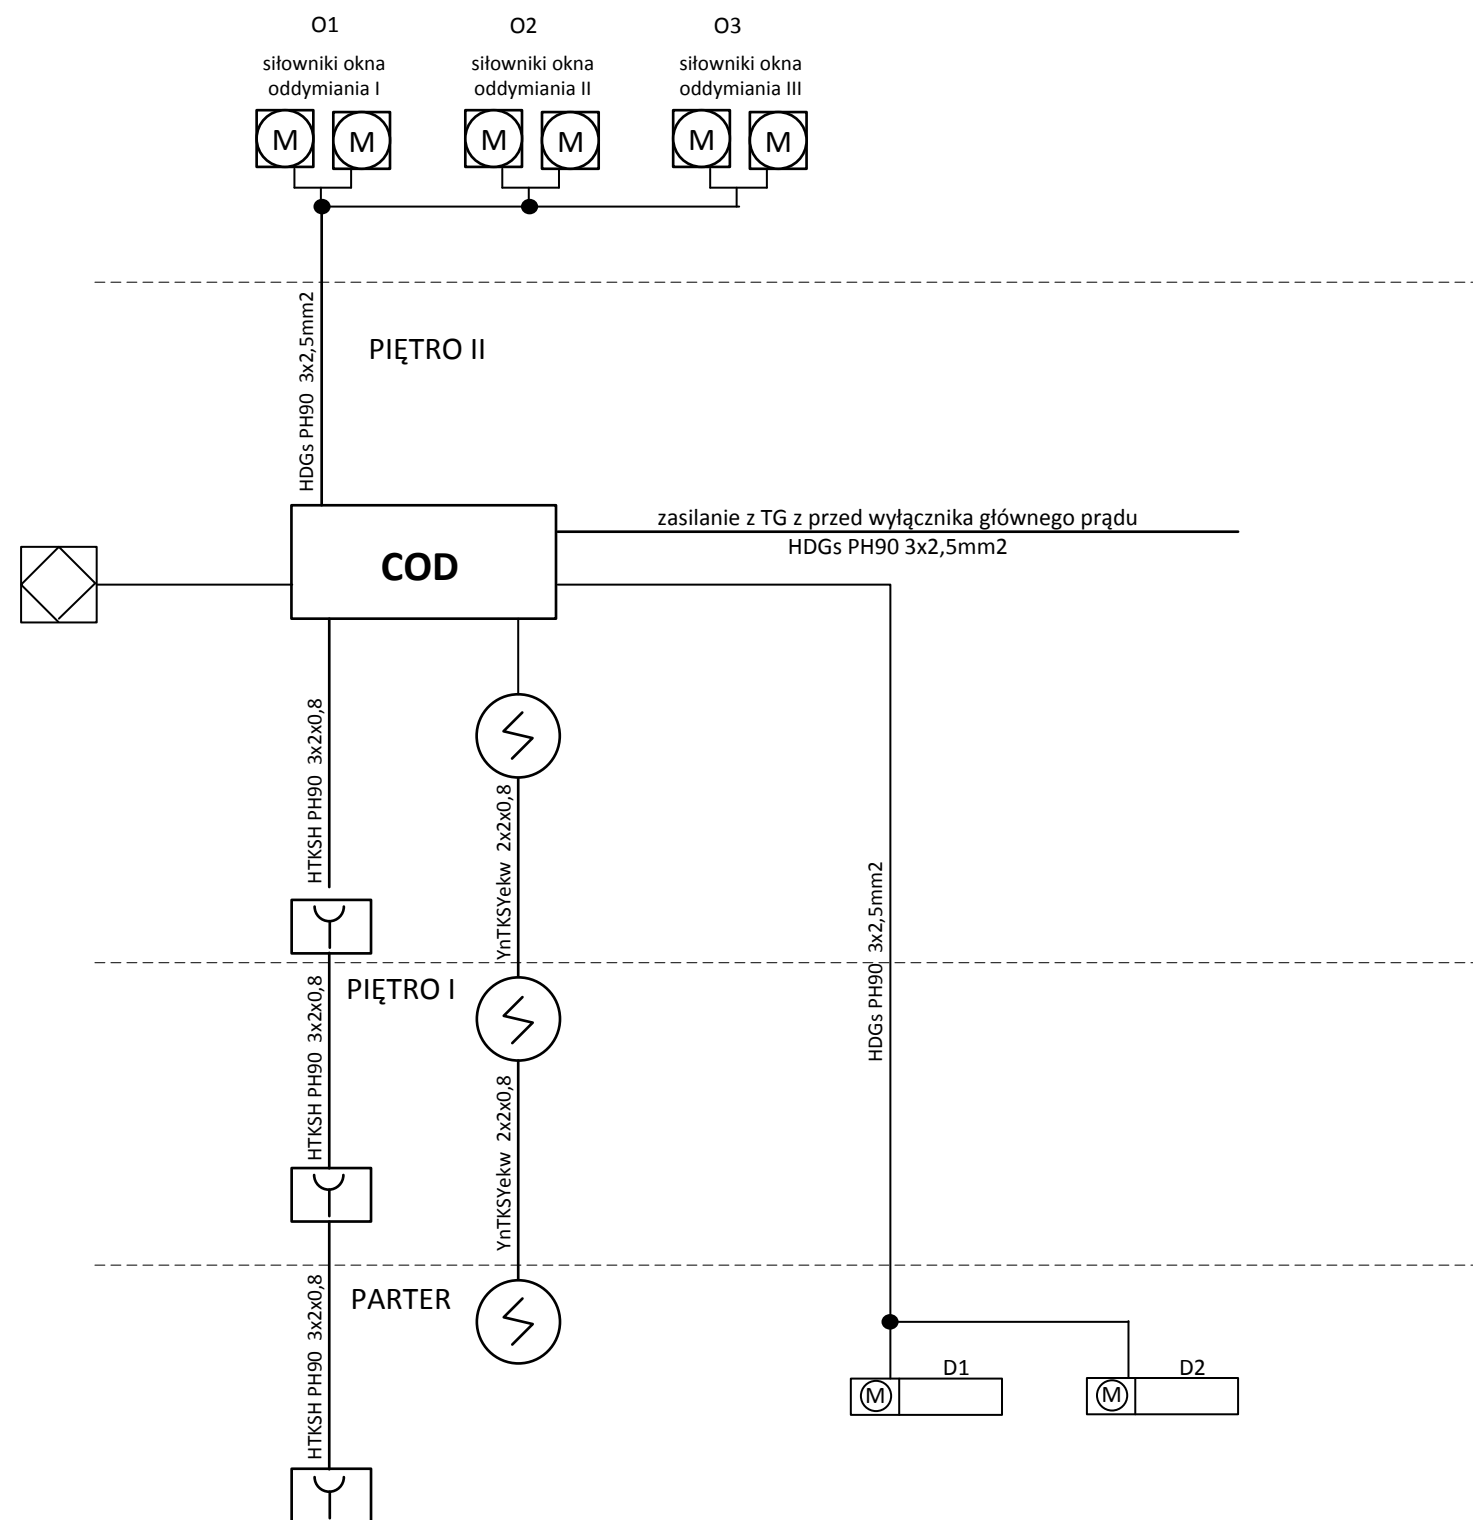 O1
O2
O3
siłowniki okna
oddymiania I
siłowniki okna
oddymiania II
siłowniki okna
oddymiania III
M
M
M
M
M
M
HDGs PH90 3x2,5mm2
PIĘTRO II
COD
zasilanie z TG z przed wyłącznika głównego prądu
HDGs PH90 3x2,5mm2
HTKSH PH90 3x2x0,8
YnTKSYekw 2x2x0,8
HDGs PH90 3x2,5mm2
PIĘTRO I
HTKSH PH90 3x2x0,8
YnTKSYekw 2x2x0,8
PARTER
HTKSH PH90 3x2x0,8
D1
D2
M
M